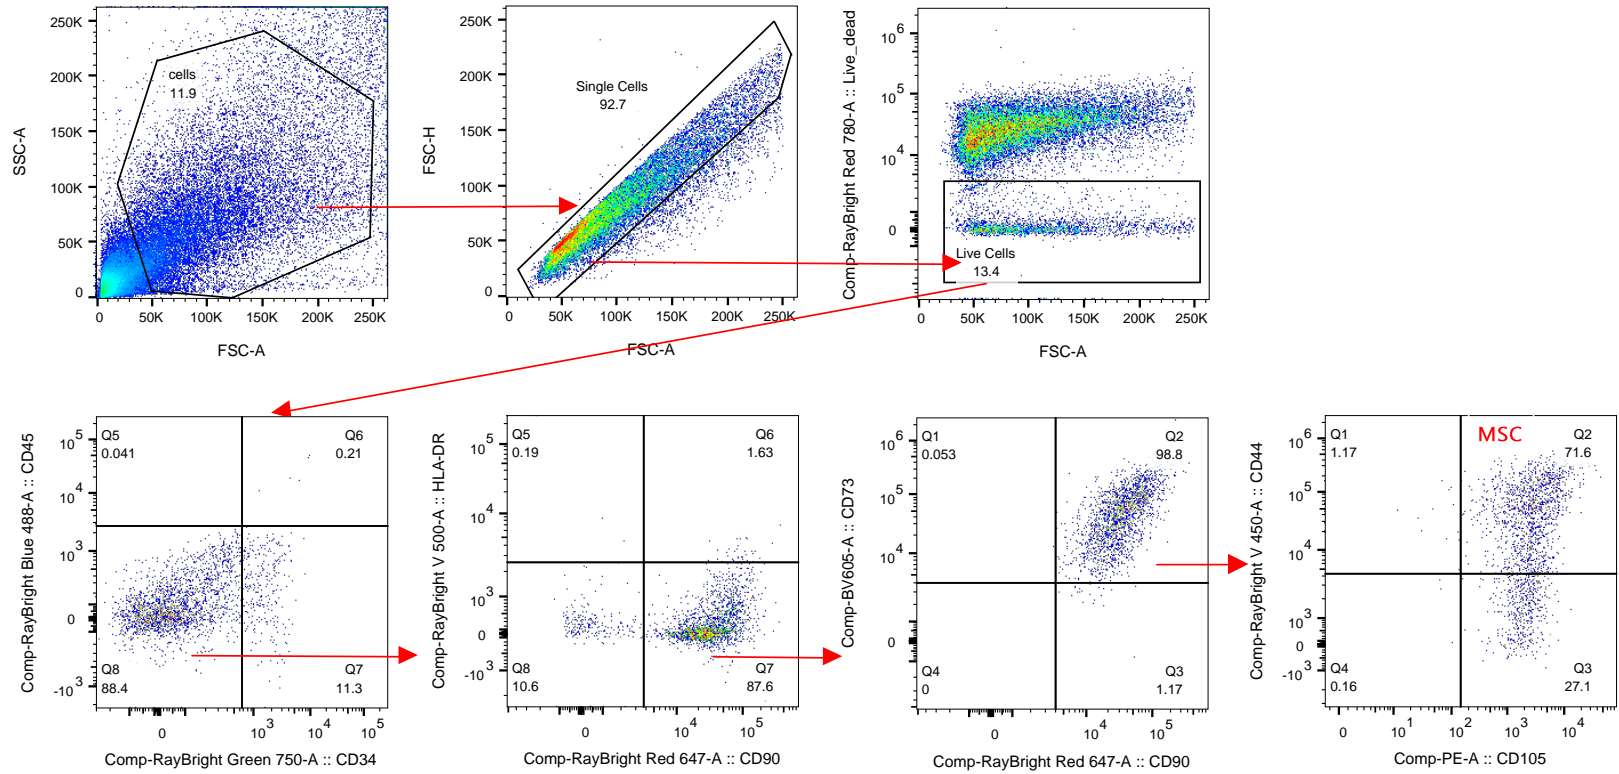 250K
200K
150K
100K
50K
0
SSC-A
cells
11.9
0
50K
100K
150K
200K
250K
FSC-A
250K
200K
150K
100K
50K
0
FSC-H
Single Cells
92.7
0
50K
100K
150K
200K
250K
FSC-A
10^6
10^5
10^4
0
Comp-RayBright Red 780-A :: Live_dead
Live Cells
13.4
0
50K
100K
150K
200K
250K
FSC-A
10^5
10^4
10^3
0
-10^3
Comp-RayBright Blue 488-A :: CD45
Q5
0.041
Q6
0.21
Q8
88.4
Q7
11.3
0
10^3
10^4
10^5
Comp-RayBright Green 750-A :: CD34
10^5
10^4
10^3
0
-10^3
Comp-RayBright V 500-A :: HLA-DR
Q5
0.19
Q6
1.63
Q8
10.6
Q7
87.6
0
10^4
10^5
Comp-RayBright Red 647-A :: CD90
10^6
10^5
10^4
0
Comp-BV605-A :: CD73
Q1
0.053
Q2
98.8
Q4
0
Q3
1.17
0
10^4
10^5
Comp-RayBright Red 647-A :: CD90
10^6
10^5
10^4
10^3
0
-10^3
Comp-RayBright V 450-A :: CD44
Q1
1.17
MSC
Q2
71.6
Q4
0.16
Q3
27.1
0
10^1
10^2
10^3
10^4
Comp-PE-A :: CD105